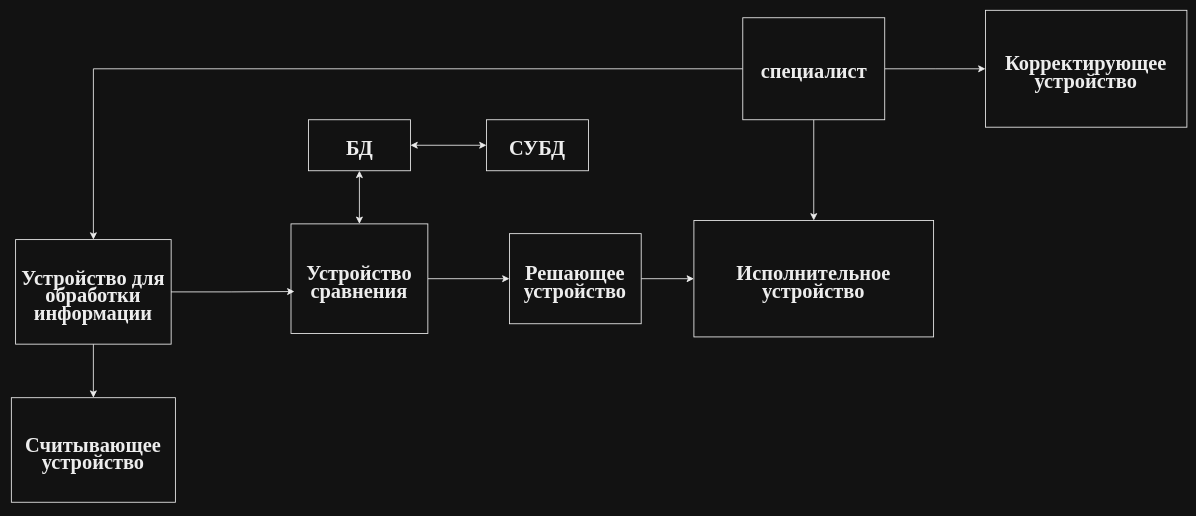 специалист
Корректирующее
устройство
БД
СУБД
Устройство для
обработки
информации
Устройство
сравнения
Решающее
устройство
Исполнительное
устройство
Считывающее
устройство